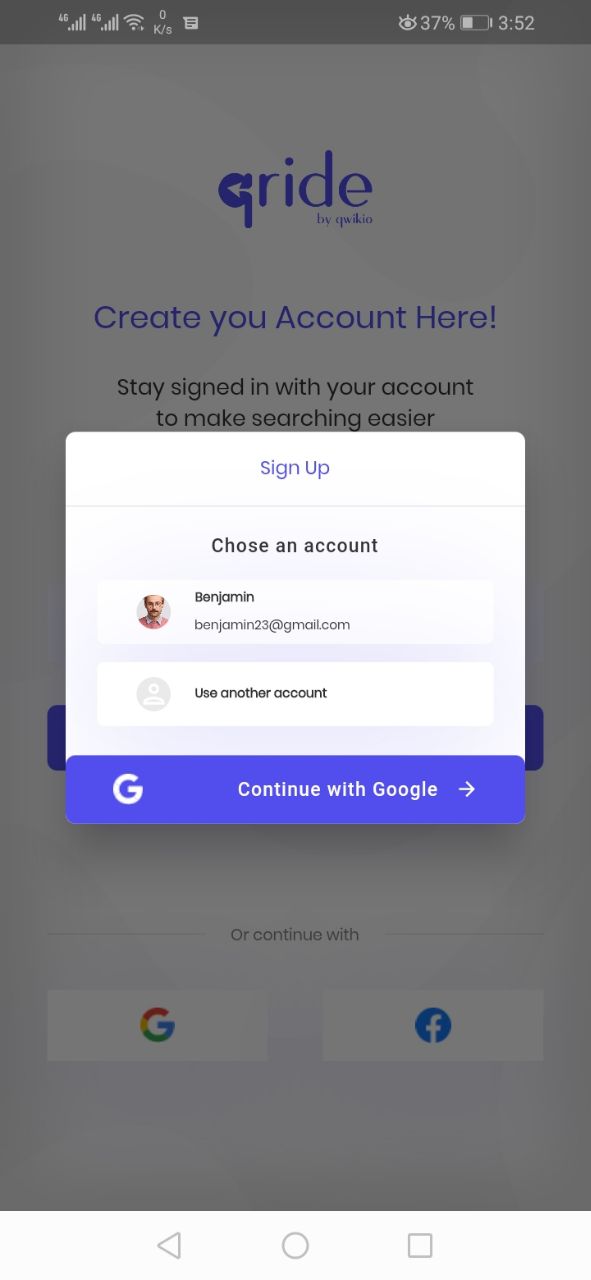 4G 4G 0 K/s 37% 3:52
qride
by qwikio
Create you Account Here!
Stay signed in with your account
to make searching easier
Sign Up
Chose an account
Benjamin
benjamin23@gmail.com
Use another account
Continue with Google
Or continue with